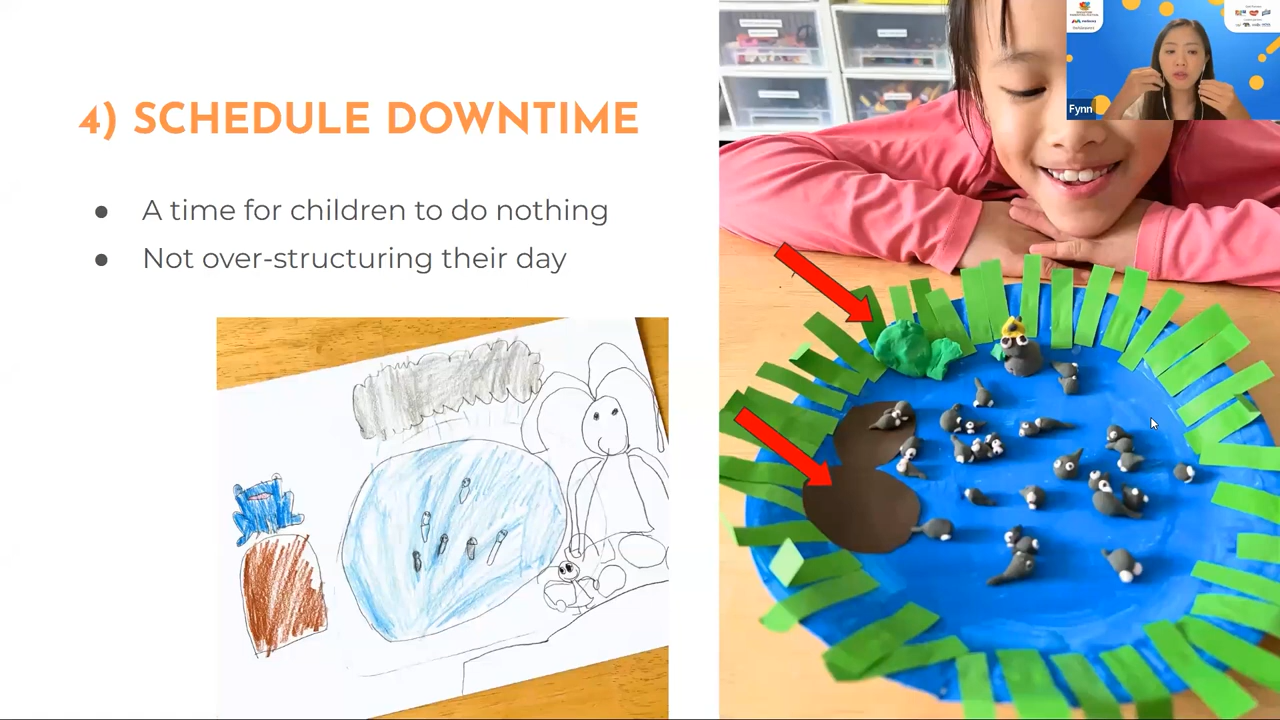 4) SCHEDULE DOWNTIME
● A time for children to do nothing
● Not over-structuring their day
Fynn